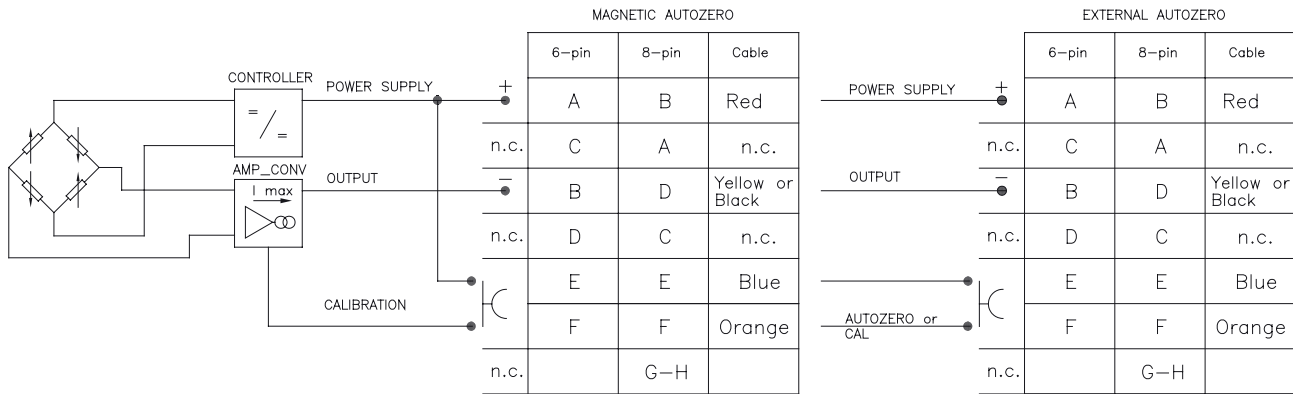 MAGNETIC AUTOZERO
6-pin 8-pin Cable
CONTROLLER
= / =
POWER SUPPLY + A B Red
n.c. C A n.c.
AMP_CONV
I max
OUTPUT - B D Yellow or Black
n.c. D C n.c.
E E Blue
CALIBRATION F F Orange
n.c. G-H
EXTERNAL AUTOZERO
6-pin 8-pin Cable
POWER SUPPLY + A B Red
n.c. C A n.c.
OUTPUT - B D Yellow or Black
n.c. D C n.c.
E E Blue
AUTOZERO or CAL F F Orange
n.c. G-H